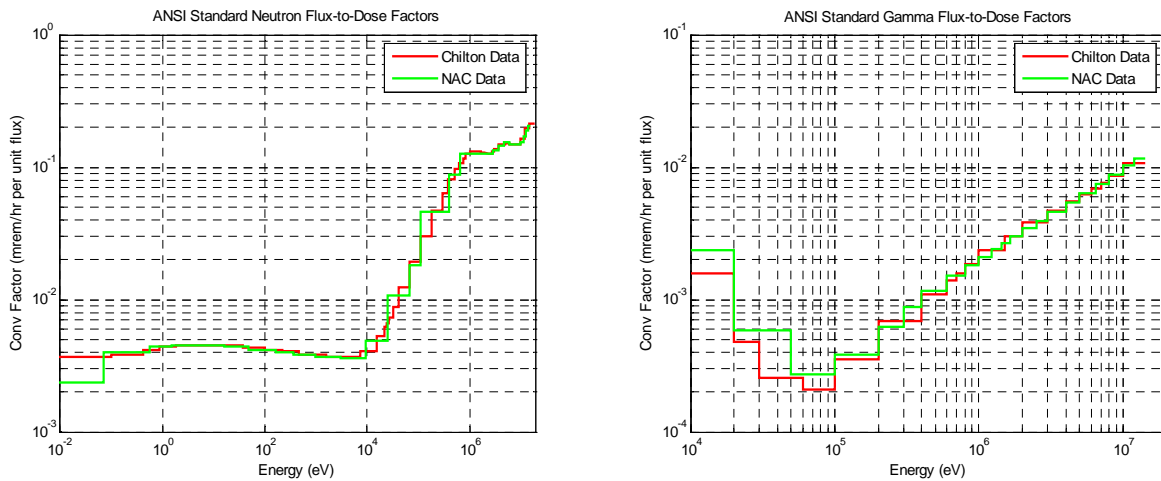 ANSI Standard Neutron Flux-to-Dose Factors
10^0
10^-1
10^-2
10^-3
Conv Factor (mrem/hr per unit flux)
Chilton Data
NAC Data
10^-2
10^0
10^2
10^4
10^6
Energy (eV)
ANSI Standard Gamma Flux-to-Dose Factors
10^-1
10^-2
10^-3
10^-4
Conv Factor (mrem/hr per unit flux)
Chilton Data
NAC Data
10^4
10^5
10^6
10^7
Energy (eV)